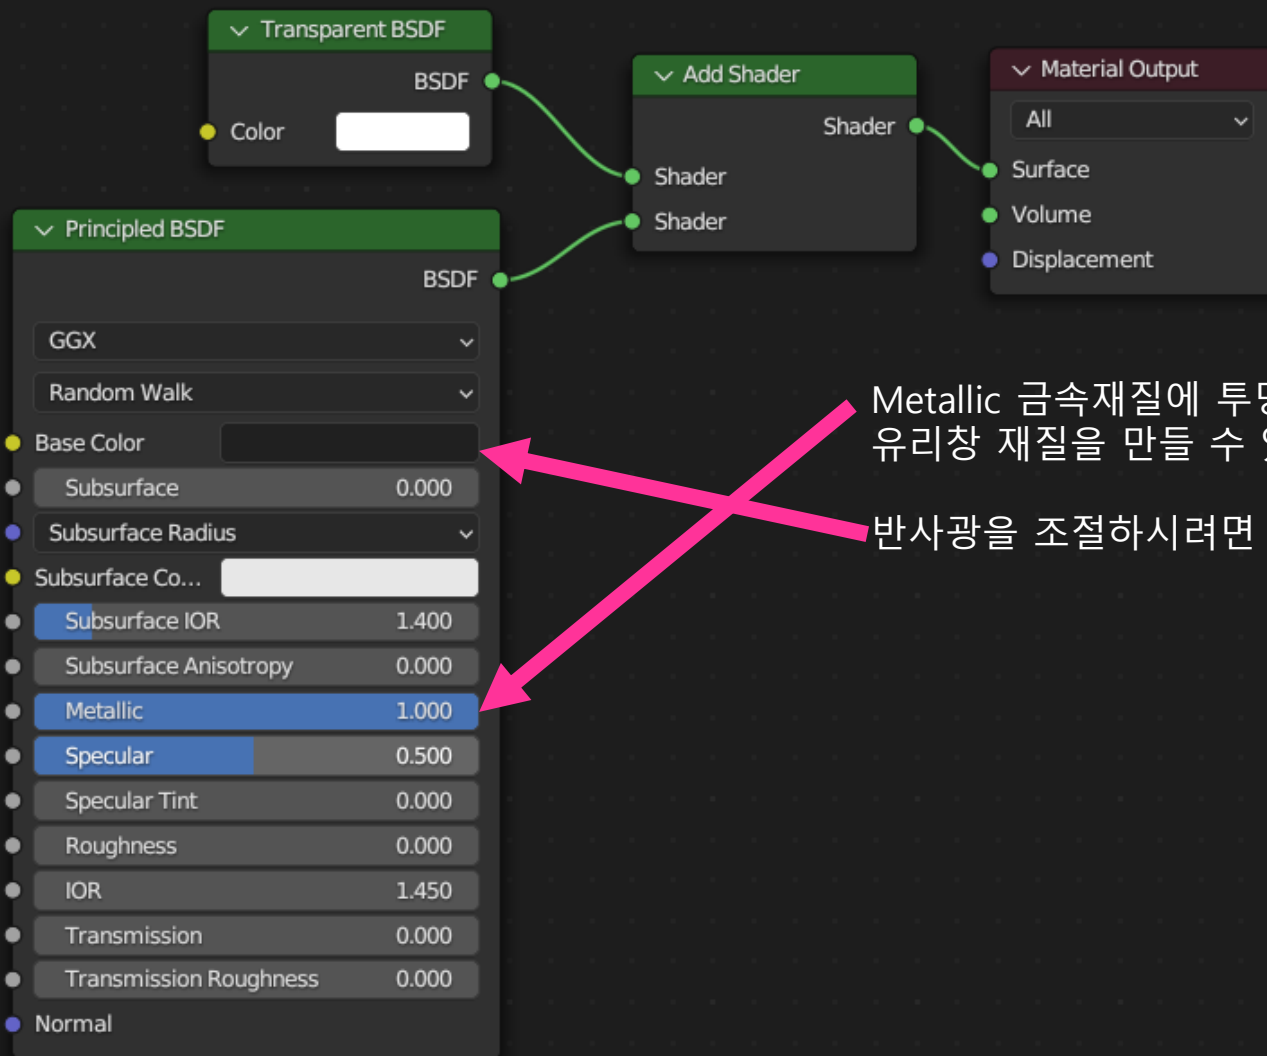 Transparent BSDF
BSDF
Color
Add Shader
Shader
Shader
Shader
Material Output
All
Surface
Volume
Displacement
Principled BSDF
BSDF
GGX
Random Walk
Base Color
Subsurface 0.000
Subsurface Radius
Subsurface Co...
Subsurface IOR 1.400
Subsurface Anisotropy 0.000
Metallic 1.000
Specular 0.500
Specular Tint 0.000
Roughness 0.000
IOR 1.450
Transmission 0.000
Transmission Roughness 0.000
Normal
Metallic 금속재질에
유리창 재질을 만들 수
반사광을 조절하시려면